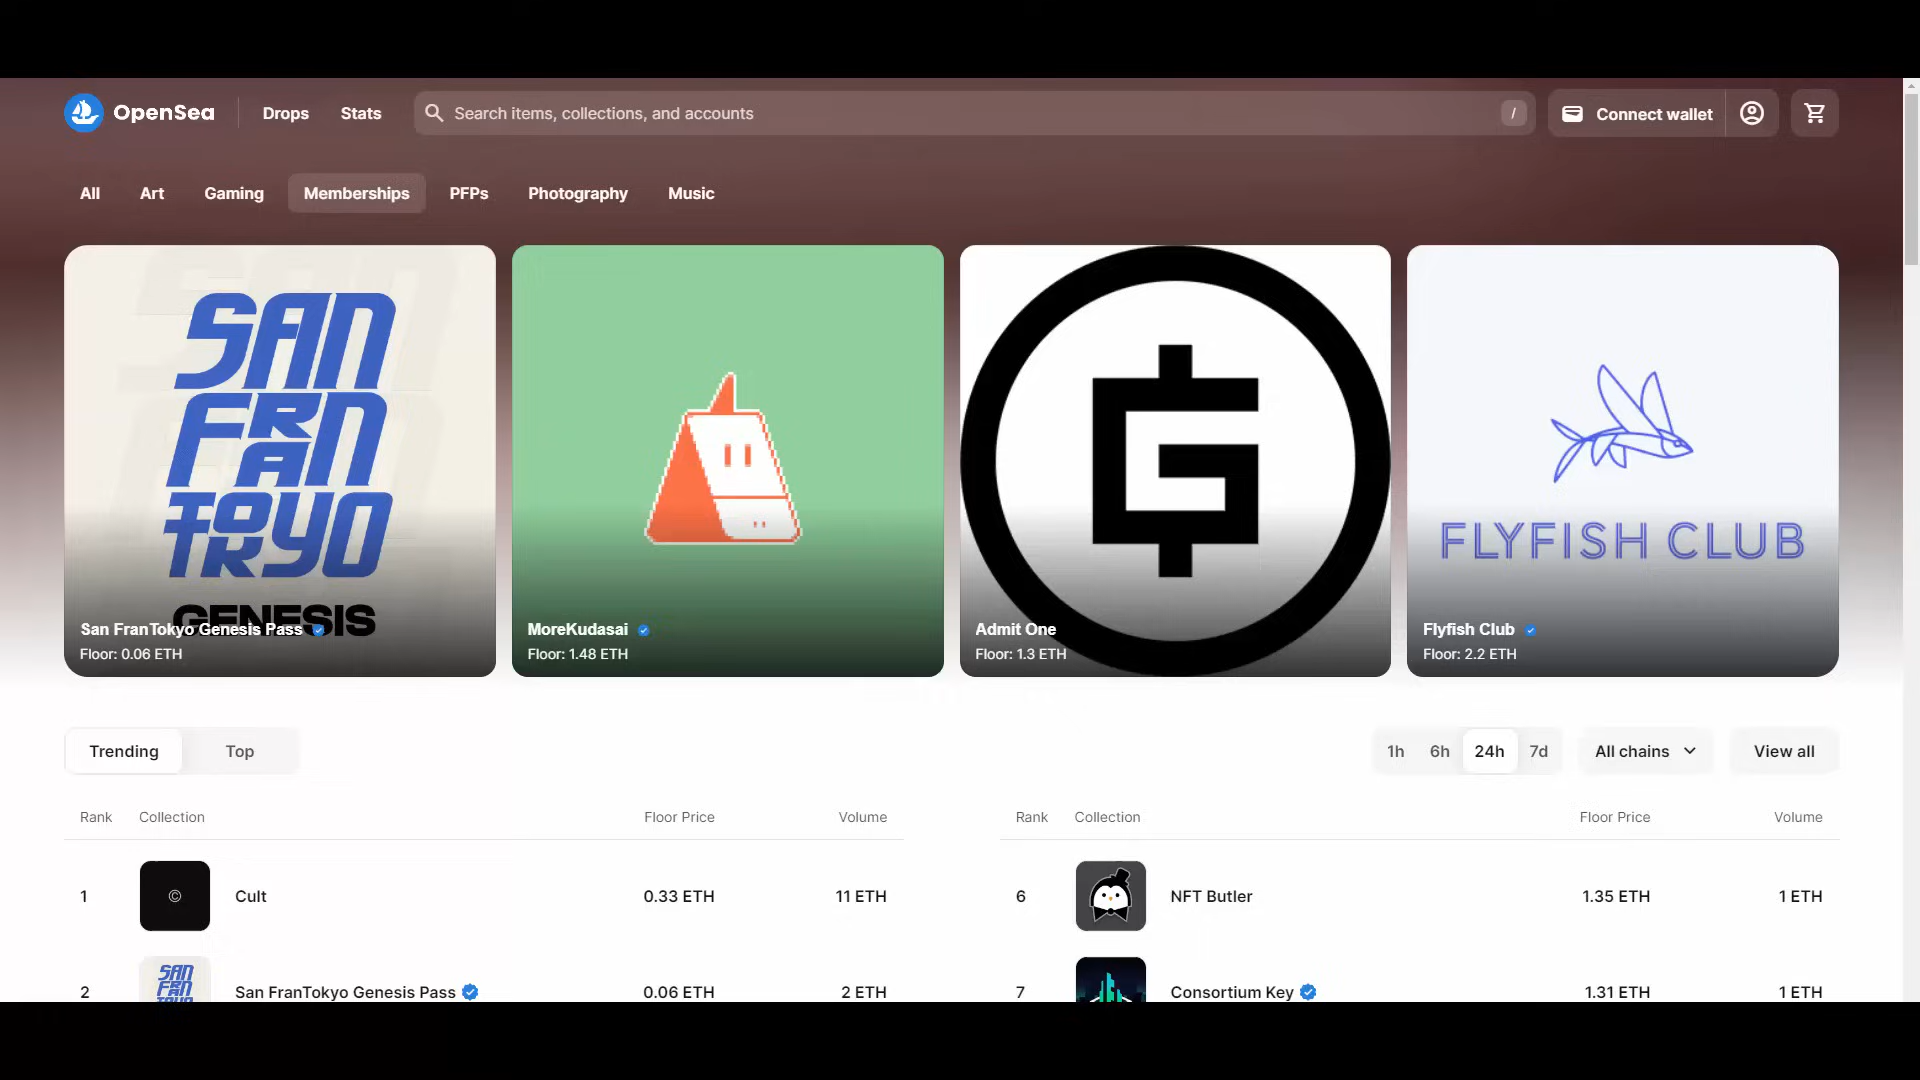 OpenSea
Drops
Stats
Search items, collections, and accounts
/
Connect wallet
All
Art
Gaming
Memberships
PFPs
Photography
Music
SAN
FRAN
TOKYO
GENESIS
San FranTokyo Genesis Pass
Floor: 0.06 ETH
MoreKudasai
Floor: 1.48 ETH
G
Admit One
Floor: 1.3 ETH
FLYFISH CLUB
Flyfish Club
Floor: 2.2 ETH
Trending
Top
1h
6h
24h
7d
All chains
View all
Rank
Collection
Floor Price
Volume
Rank
Collection
Floor Price
Volume
1
©
Cult
0.33 ETH
11 ETH
6
NFT Butler
1.35 ETH
1 ETH
2
SAN
FRAN
TOKYO
San FranTokyo Genesis Pass
0.06 ETH
2 ETH
7
Consortium Key
1.31 ETH
1 ETH